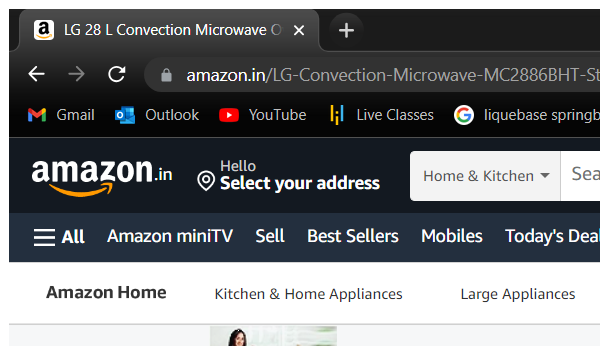 LG 28 L Convection Microwave O
amazon.in/LG-Convection-Microwave-MC2886BHT-St
Gmail Outlook YouTube Live Classes liquebase springb
amazon.in
Hello
Select your address
Home & Kitchen Sea
All Amazon miniTV Sell Best Sellers Mobiles Today's Deal
Amazon Home Kitchen & Home Appliances Large Appliances